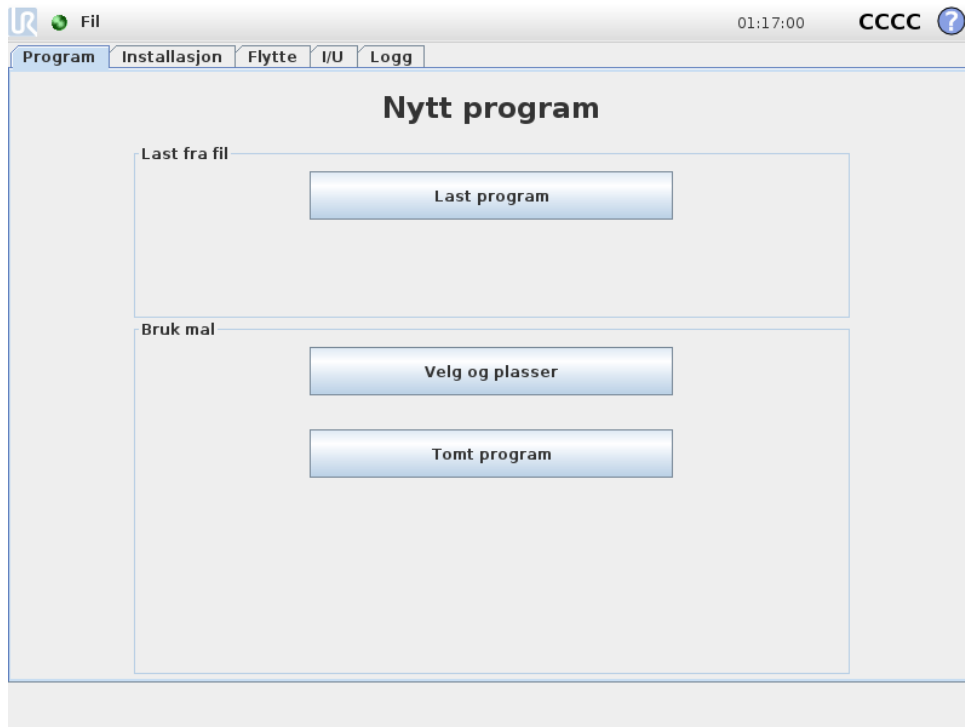 UR Fil 01:17:00 CCCC ?
Program Installasjon Flytte I/U Logg
Nytt program
Last fra fil
Last program
Bruk mal
Velg og plasser
Tomt program